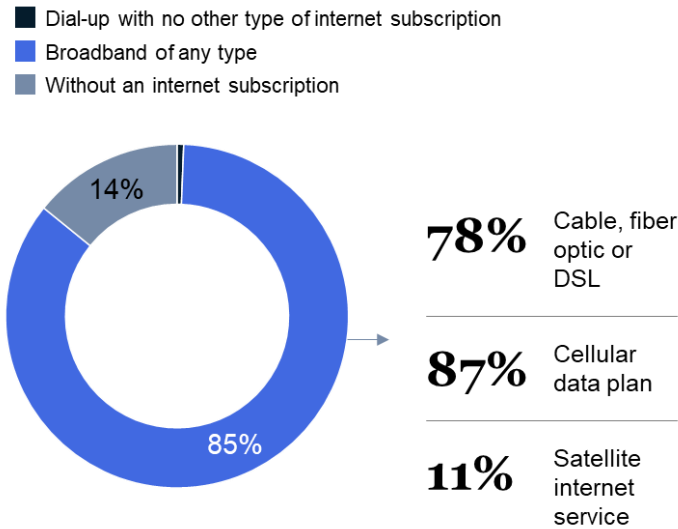 Dial-up with no other type of internet subscription
Broadband of any type
Without an internet subscription
14%
85%
78%
Cable, fiber
optic or
DSL
87%
Cellular
data plan
11%
Satellite
internet
service